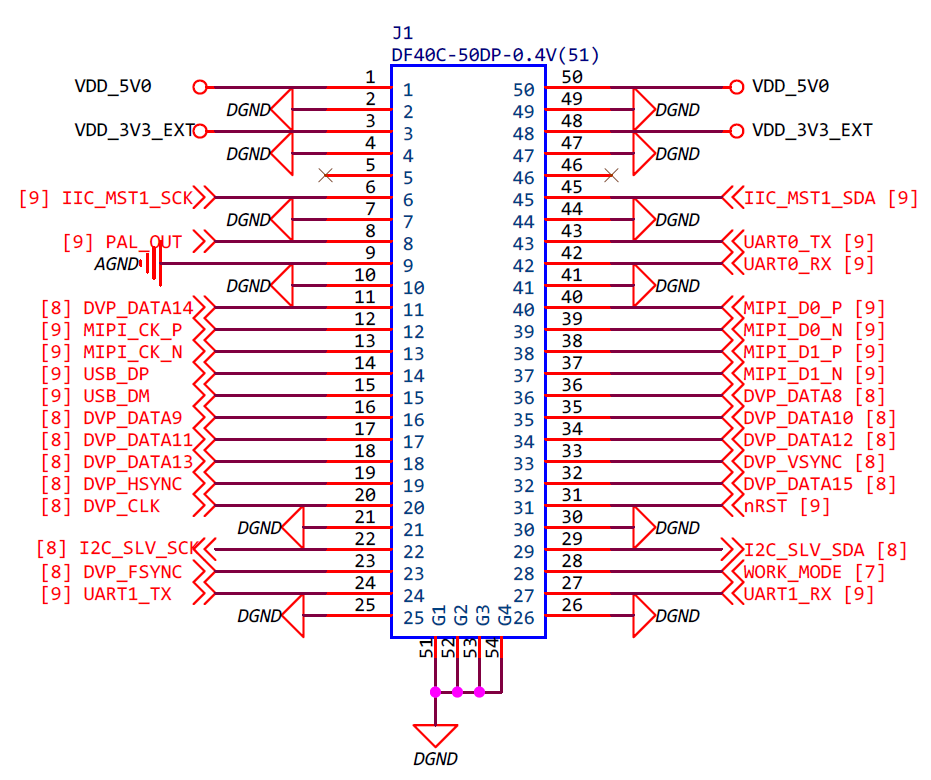 J1
DF40C-50DP-0.4V(51)
VDD_5V0 1 1 50 50 VDD_5V0
DGND 2 2 49 49 DGND
VDD_3V3_EXT 3 3 48 48 VDD_3V3_EXT
DGND 4 4 47 47 DGND
5 5 46 46
[9] IIC_MST1_SCK 6 6 45 45 IIC_MST1_SDA [9]
DGND 7 7 44 44 DGND
[9] PAL_OUT 8 8 43 43 UART0_TX [9]
AGND 9 9 42 42 UART0_RX [9]
DGND 10 10 41 41 DGND
[8] DVP_DATA14 11 11 40 40 MIPI_D0_P [9]
[9] MIPI_CK_P 12 12 39 39 MIPI_D0_N [9]
[9] MIPI_CK_N 13 13 38 38 MIPI_D1_P [9]
[9] USB_DP 14 14 37 37 MIPI_D1_N [9]
[9] USB_DM 15 15 36 36 DVP_DATA8 [8]
[8] DVP_DATA9 16 16 35 35 DVP_DATA10 [8]
[8] DVP_DATA11 17 17 34 34 DVP_DATA12 [8]
[8] DVP_DATA13 18 18 33 33 DVP_VSYNC [8]
[8] DVP_HSYNC 19 19 32 32 DVP_DATA15 [8]
[8] DVP_CLK 20 20 31 31 nRST [9]
DGND 21 21 30 30 DGND
[8] I2C_SLV_SCK 22 22 29 29 I2C_SLV_SDA [8]
[8] DVP_FSYNC 23 23 28 28 WORK_MODE [7]
[9] UART1_TX 24 24 27 27 UART1_RX [9]
DGND 25 25 G1 G2 G3 G4 26 26 DGND
51 52 53 54
DGND